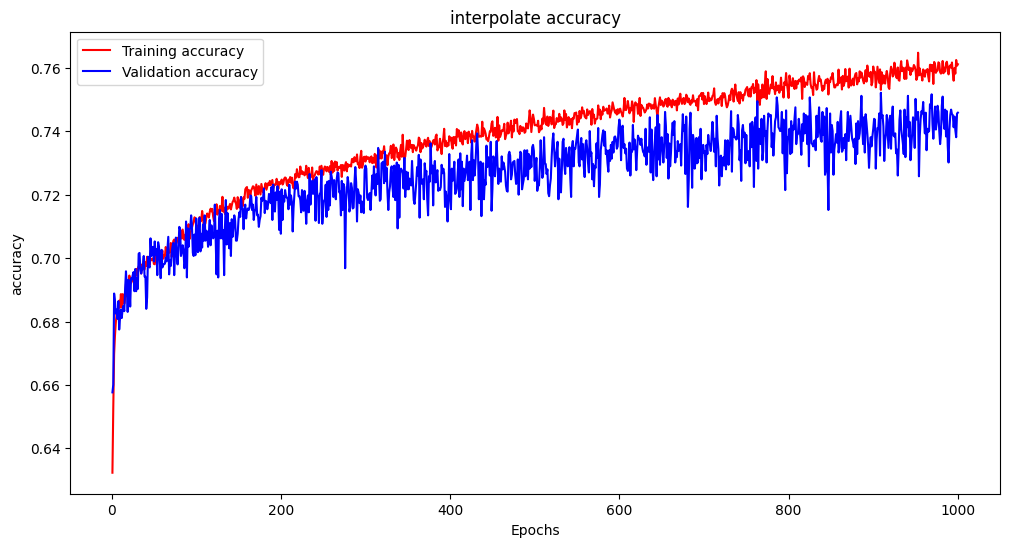 interpolate accuracy
Training accuracy
Validation accuracy
0.76
0.74
0.72
0.70
0.68
0.66
0.64
accuracy
0
200
400
600
800
1000
Epochs